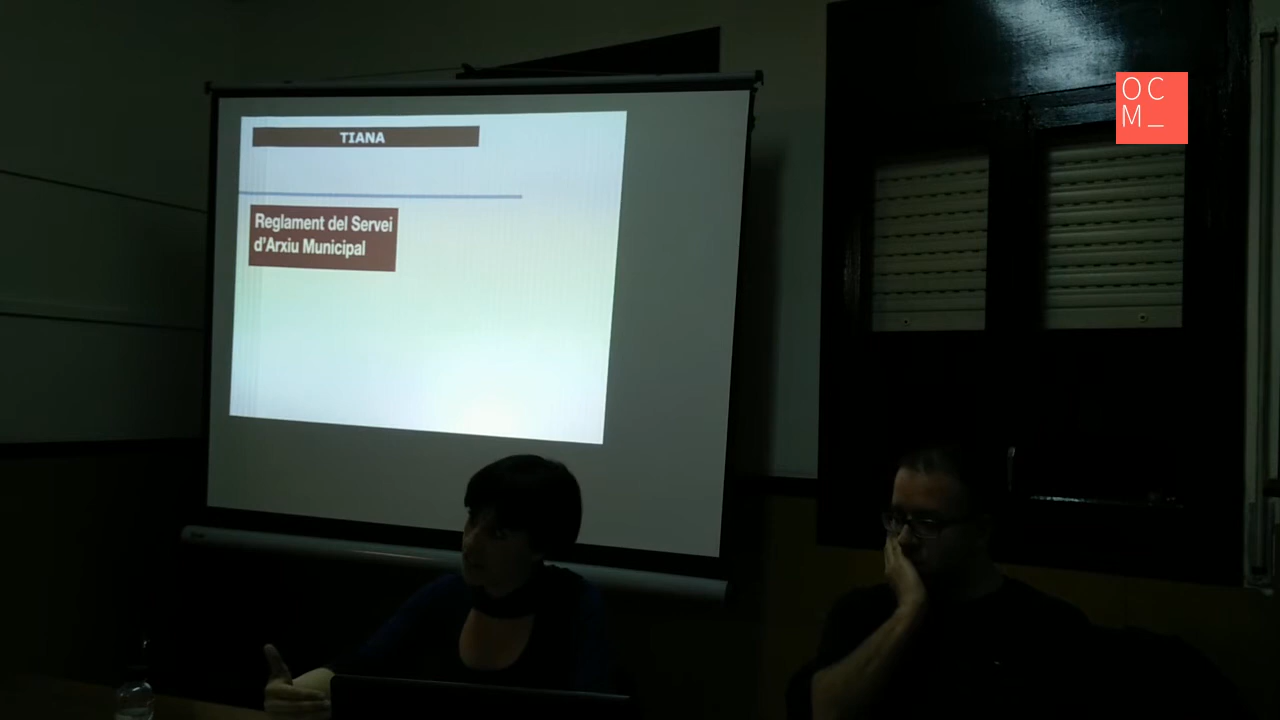 TIANA
Reglament del Servei
d'Arxiu Municipal
OC
M_